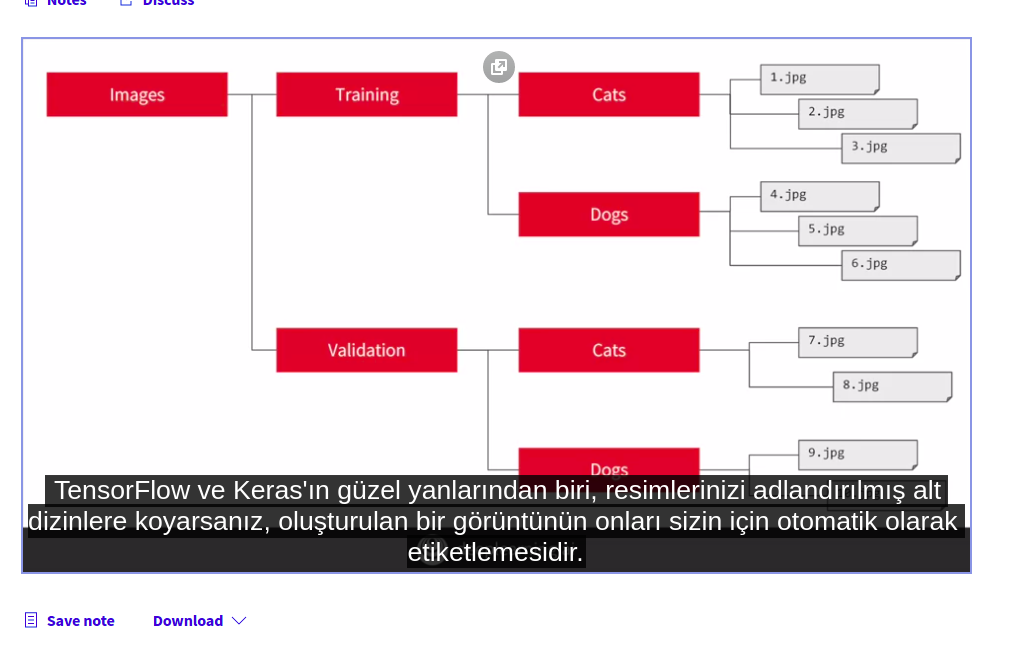 Notes Discuss
Images Training Cats 1.jpg
2.jpg
3.jpg
Dogs 4.jpg
5.jpg
6.jpg
Validation Cats 7.jpg
8.jpg
Dogs 9.jpg
TensorFlow ve Keras'ın güzel yanlarından biri, resimlerinizi adlandırılmış alt
dizinlere koyarsanız, oluşturulan bir görüntünün onları sizin için otomatik olarak
etiketlemesidir.
Save note Download